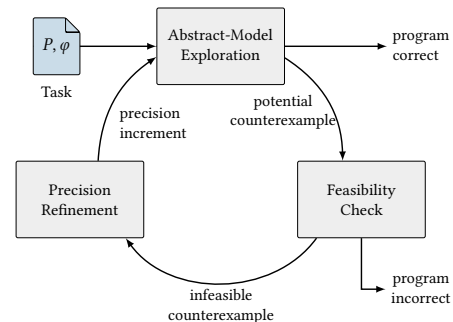 P, φ
Task
Abstract-Model
Exploration
program
correct
potential
counterexample
precision
increment
Precision
Refinement
Feasibility
Check
infeasible
counterexample
program
incorrect